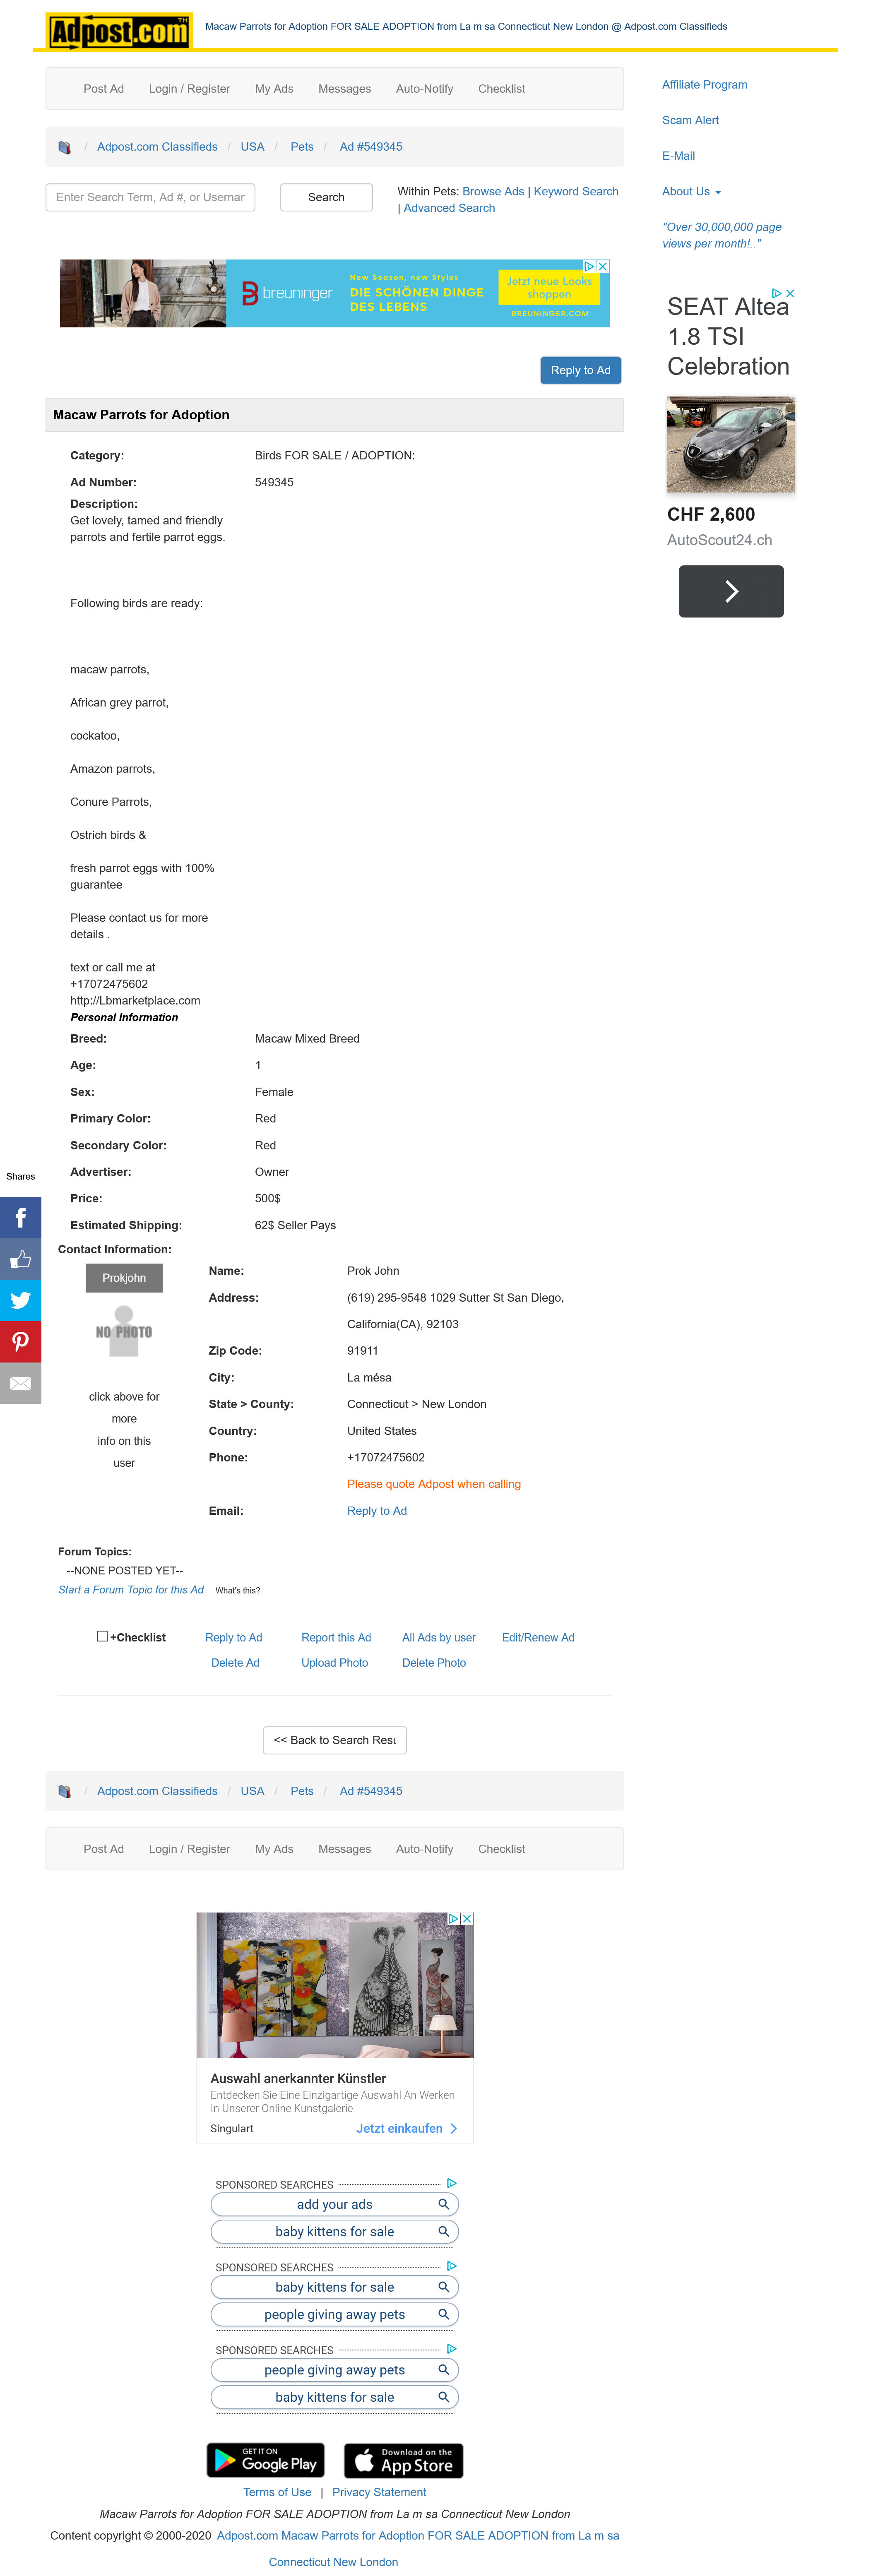 Adpost.com TM
Macaw Parrots for Adoption FOR SALE ADOPTION from La m sa Connecticut New London @ Adpost.com Classifieds
Post Ad Login / Register My Ads Messages Auto-Notify Checklist
Affiliate Program
Scam Alert
E-Mail
About Us
"Over 30,000,000 page
views per month!.."
/ Adpost.com Classifieds / USA / Pets / Ad #549345
Enter Search Term, Ad #, or Usernar
Search
Within Pets: Browse Ads | Keyword Search
| Advanced Search
breuninger
New Season, new Styles
DIE SCHÖNEN DINGE
DES LEBENS
Jetzt neue Looks
shoppen
BREUNINGER.COM
SEAT Altea
1.8 TSI
Celebration
CHF 2,600
AutoScout24.ch
Reply to Ad
Macaw Parrots for Adoption
Category: Birds FOR SALE / ADOPTION:
Ad Number: 549345
Description:
Get lovely, tamed and friendly
parrots and fertile parrot eggs.
Following birds are ready:
macaw parrots,
African grey parrot,
cockatoo,
Amazon parrots,
Conure Parrots,
Ostrich birds &
fresh parrot eggs with 100%
guarantee
Please contact us for more
details .
text or call me at
+17072475602
http://Lbmarketplace.com
Personal Information
Breed: Macaw Mixed Breed
Age: 1
Sex: Female
Primary Color: Red
Secondary Color: Red
Advertiser: Owner
Price: 500$
Estimated Shipping: 62$ Seller Pays
Shares
Contact Information:
Prokjohn
NO PHOTO
click above for
more
info on this
user
Name: Prok John
Address: (619) 295-9548 1029 Sutter St San Diego,
California(CA), 92103
Zip Code: 91911
City: La mésa
State > County: Connecticut > New London
Country: United States
Phone: +17072475602
Please quote Adpost when calling
Email: Reply to Ad
Forum Topics:
--NONE POSTED YET--
Start a Forum Topic for this Ad What's this?
+Checklist Reply to Ad Report this Ad All Ads by user Edit/Renew Ad
Delete Ad Upload Photo Delete Photo
<< Back to Search Resu
/ Adpost.com Classifieds / USA / Pets / Ad #549345
Post Ad Login / Register My Ads Messages Auto-Notify Checklist
Auswahl anerkannter Künstler
Entdecken Sie Eine Einzigartige Auswahl An Werken
In Unserer Online Kunstgalerie
Singulart Jetzt einkaufen
SPONSORED SEARCHES
add your ads
baby kittens for sale
SPONSORED SEARCHES
baby kittens for sale
people giving away pets
SPONSORED SEARCHES
people giving away pets
baby kittens for sale
GET IT ON
Google Play
Download on the
App Store
Terms of Use | Privacy Statement
Macaw Parrots for Adoption FOR SALE ADOPTION from La m sa Connecticut New London
Content copyright © 2000-2020 Adpost.com Macaw Parrots for Adoption FOR SALE ADOPTION from La m sa
Connecticut New London